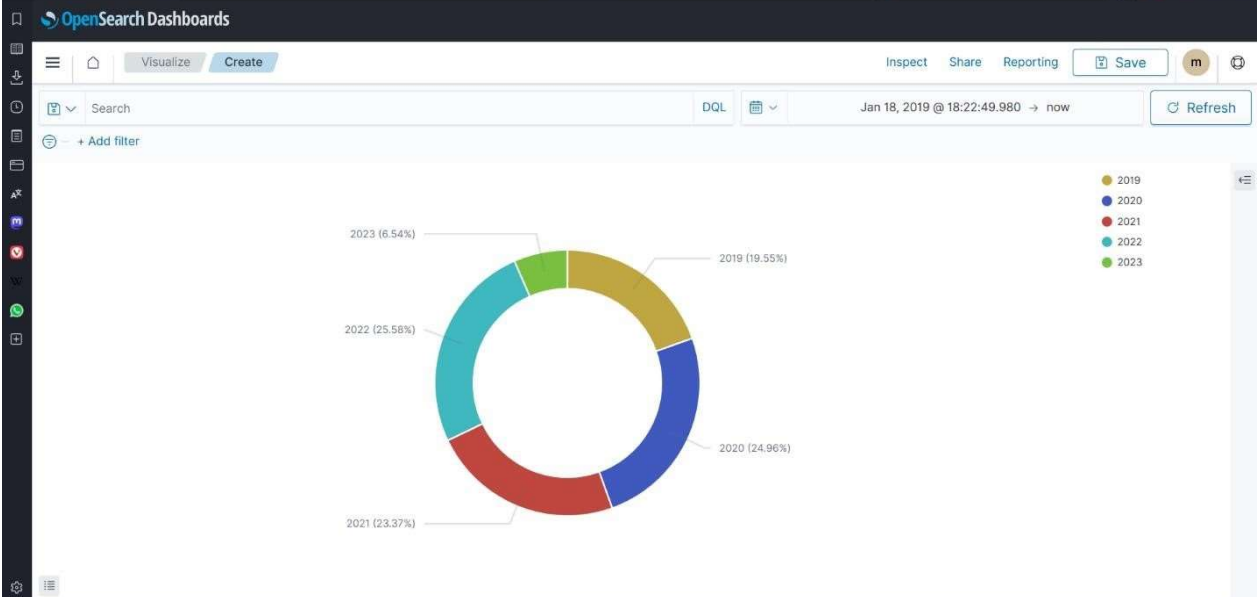 OpenSearch Dashboards
Visualize Create Inspect Share Reporting Save m
Search DQL Jan 18, 2019 @ 18:22:49.980 → now Refresh
+ Add filter
2019
2020
2021
2022
2023
2023 (6.54%)
2019 (19.55%)
2022 (25.58%)
2020 (24.96%)
2021 (23.37%)